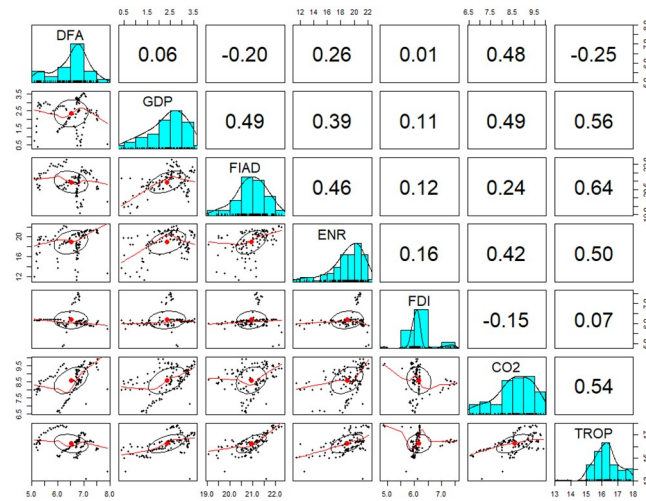 0.5 1.5 2.5 3.5 12 14 16 18 20 22 6.5 7.5 8.5 9.5
DFA
0.06 -0.20 0.26 0.01 0.48 -0.25
GDP
0.49 0.39 0.11 0.49 0.56
0.5 1.5 2.5 3.5
FIAD
0.46 0.12 0.24 0.64
ENR
0.16 0.42 0.50
12 16 20
FDI
-0.15 0.07
CO2
0.54
6.5 7.5 8.5 9.5
TROP
5.0 6.0 7.0 8.0 19.0 20.0 21.0 22.0 5.0 6.0 7.0 13 14 15 16 17 18